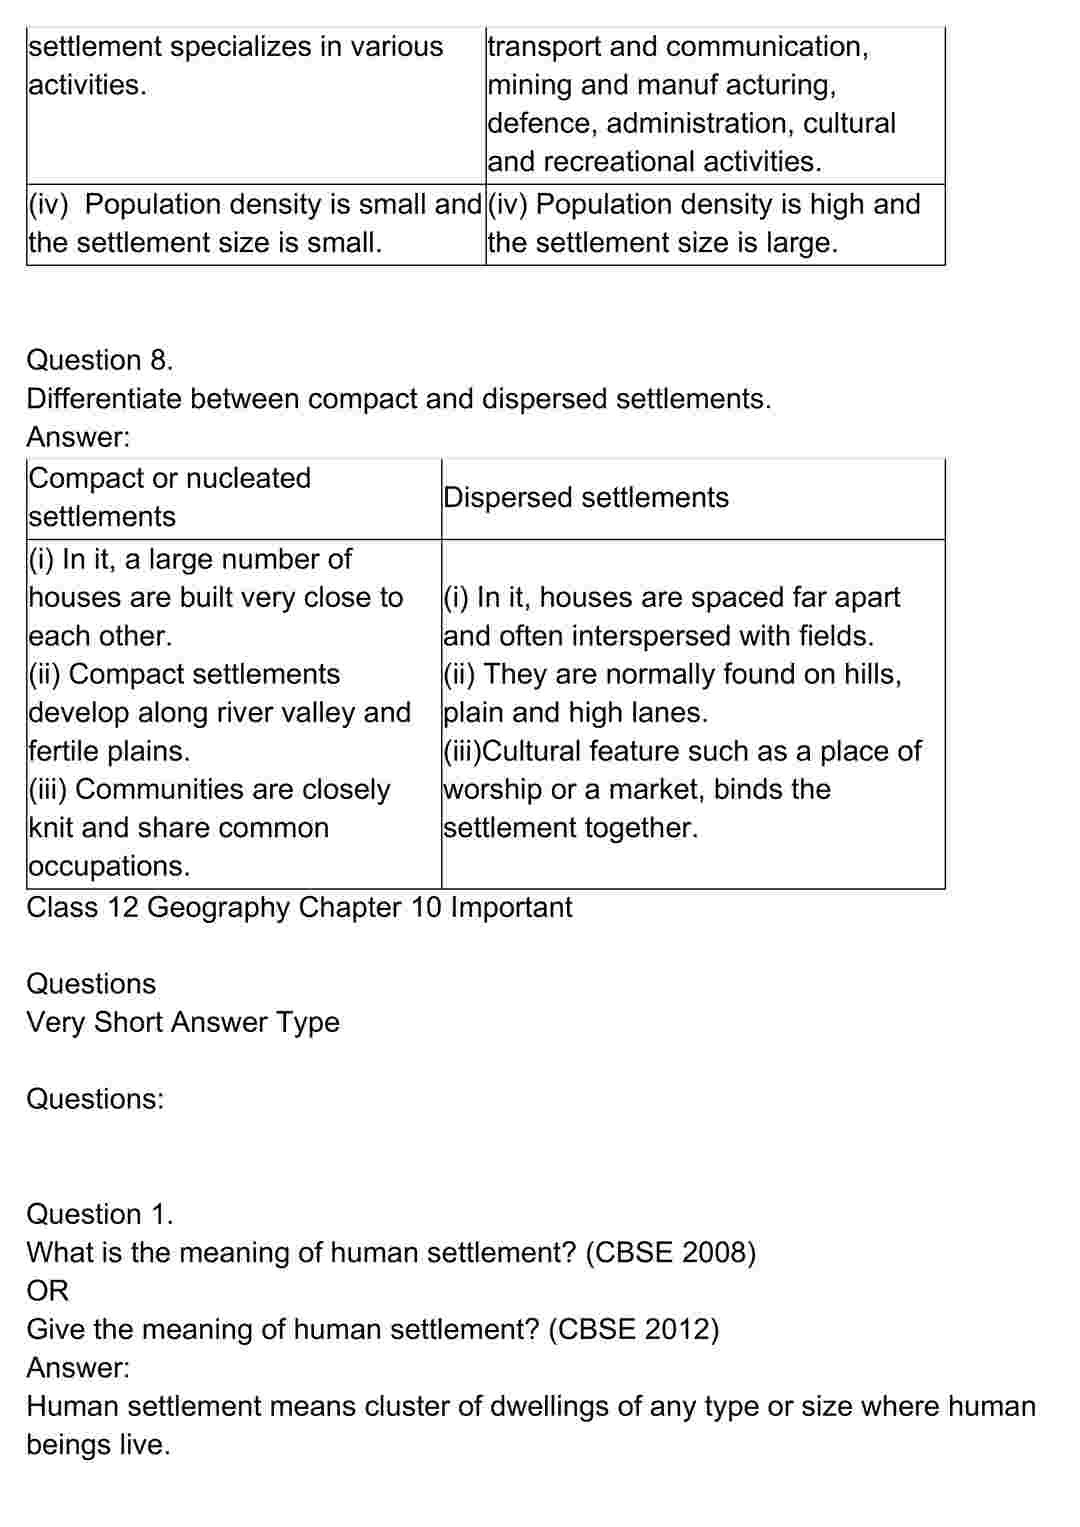 settlement specializes in various
activities.
transport and communication,
mining and manuf acturing,
defence, administration, cultural
and recreational activities.
(iv)  Population density is small and
the settlement size is small.
(iv) Population density is high and
the settlement size is large.
Question 8.
Differentiate between compact and dispersed settlements.
Answer:
Compact or nucleated
settlements
Dispersed settlements
(i) In it, a large number of
houses are built very close to
each other.
(ii) Compact settlements
develop along river valley and
fertile plains.
(iii) Communities are closely
knit and share common
occupations.
(i) In it, houses are spaced far apart
and often interspersed with fields.
(ii) They are normally found on hills,
plain and high lanes.
(iii)Cultural feature such as a place of
worship or a market, binds the
settlement together.
Class 12 Geography Chapter 10 Important
Questions
Very Short Answer Type
Questions:
Question 1.
What is the meaning of human settlement? (CBSE 2008)
OR
Give the meaning of human settlement? (CBSE 2012)
Answer:
Human settlement means cluster of dwellings of any type or size where human
beings live.